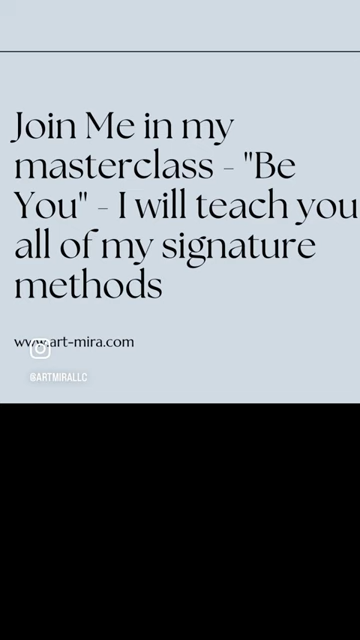 Join Me in my
masterclass - "Be
You" - I will teach you
all of my signature
methods
www.art-mira.com
@ARTMIRALLC